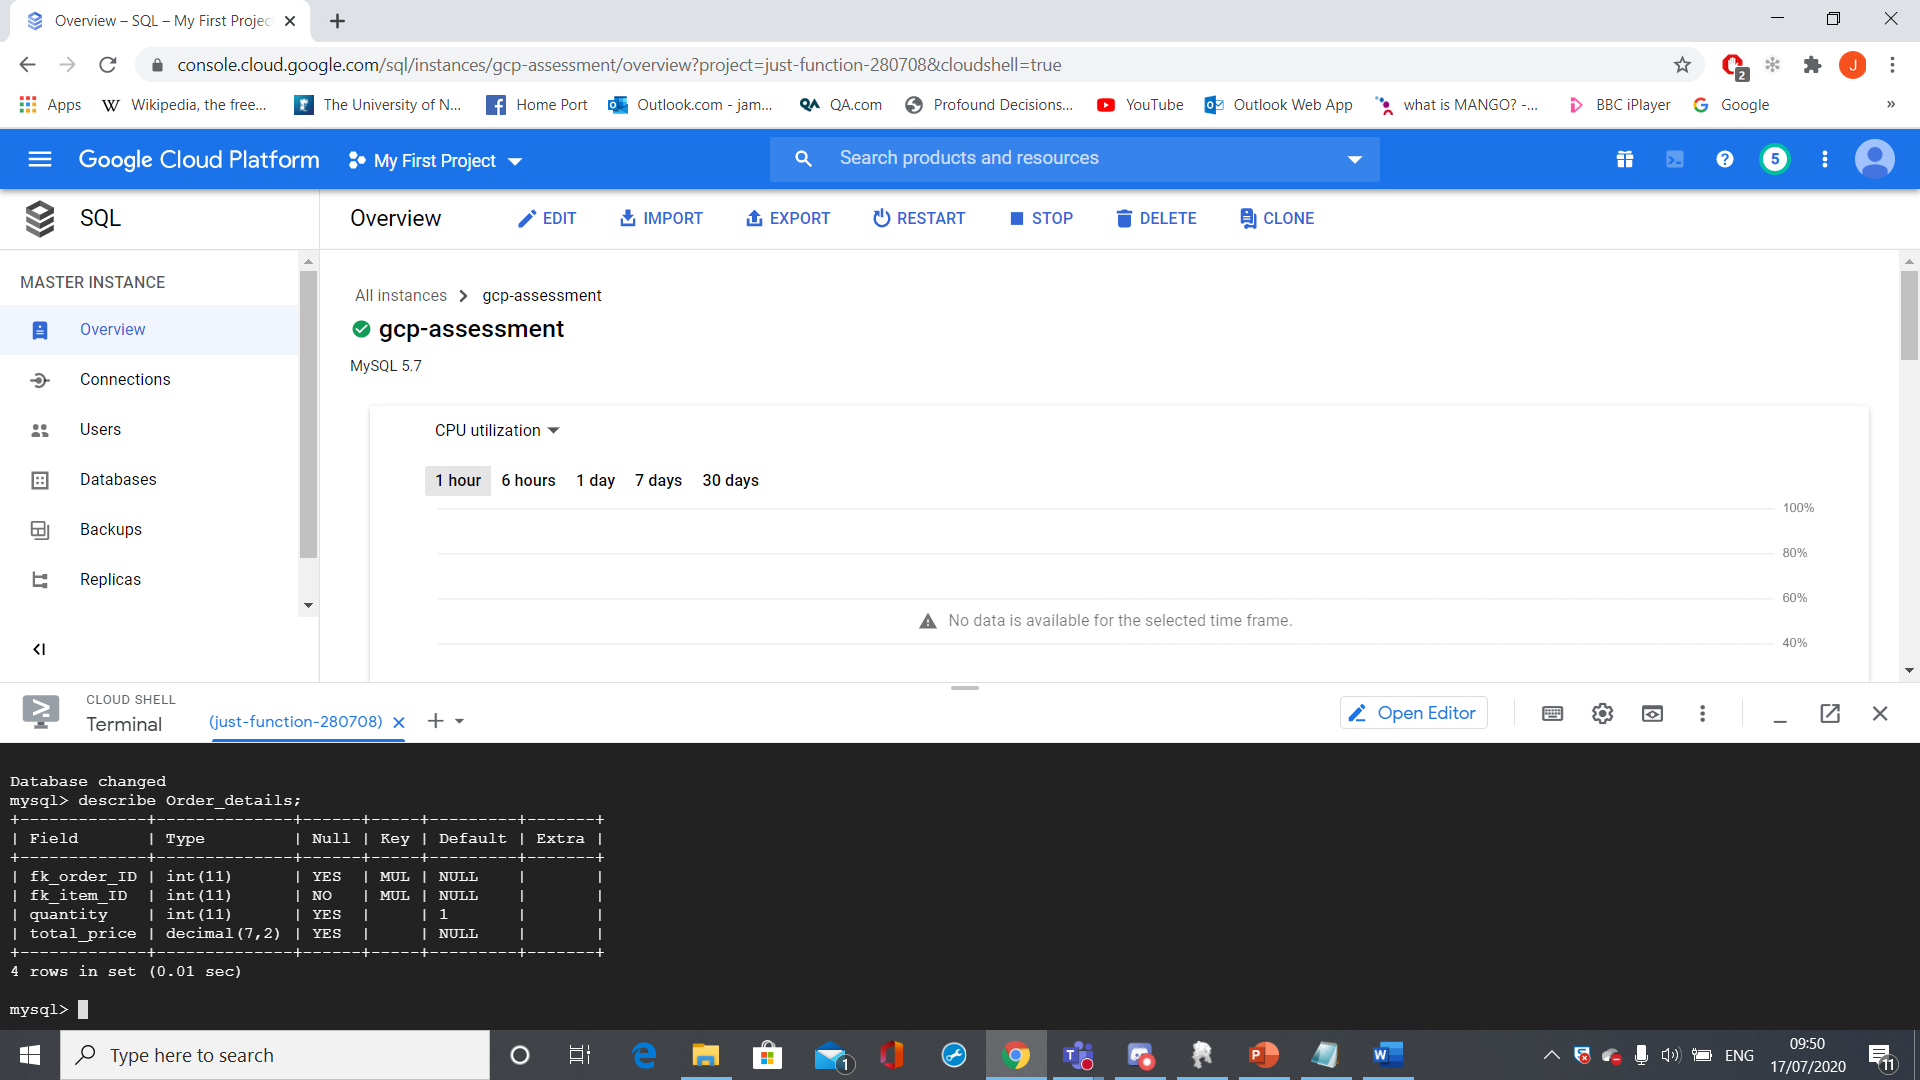 Overview – SQL – My First Projec
console.cloud.google.com/sql/instances/gcp-assessment/overview?project=just-function-280708&cloudshell=true
2
J
Apps
Wikipedia, the free...
The University of N...
Home Port
Outlook.com - jam...
QA.com
Profound Decisions...
YouTube
Outlook Web App
what is MANGO? -...
BBC iPlayer
Google
»
Google Cloud Platform
My First Project
Search products and resources
5
SQL
Overview
EDIT
IMPORT
EXPORT
RESTART
STOP
DELETE
CLONE
MASTER INSTANCE
Overview
Connections
Users
Databases
Backups
Replicas
All instances > gcp-assessment
gcp-assessment
MySQL 5.7
CPU utilization
1 hour
6 hours
1 day
7 days
30 days
100%
80%
60%
No data is available for the selected time frame.
40%
CLOUD SHELL
Terminal
(just-function-280708)
Open Editor
Database changed
mysql> describe Order_details;
+-------------+--------------+------+-----+---------+-------+
| Field       | Type         | Null | Key | Default | Extra |
+-------------+--------------+------+-----+---------+-------+
| fk_order_ID | int(11)      | YES  | MUL | NULL    |       |
| fk_item_ID  | int(11)      | NO   | MUL | NULL    |       |
| quantity    | int(11)      | YES  |     | 1       |       |
| total_price | decimal(7,2) | YES  |     | NULL    |       |
+-------------+--------------+------+-----+---------+-------+
4 rows in set (0.01 sec)
mysql>
Type here to search
1
ENG
09:50
17/07/2020
11